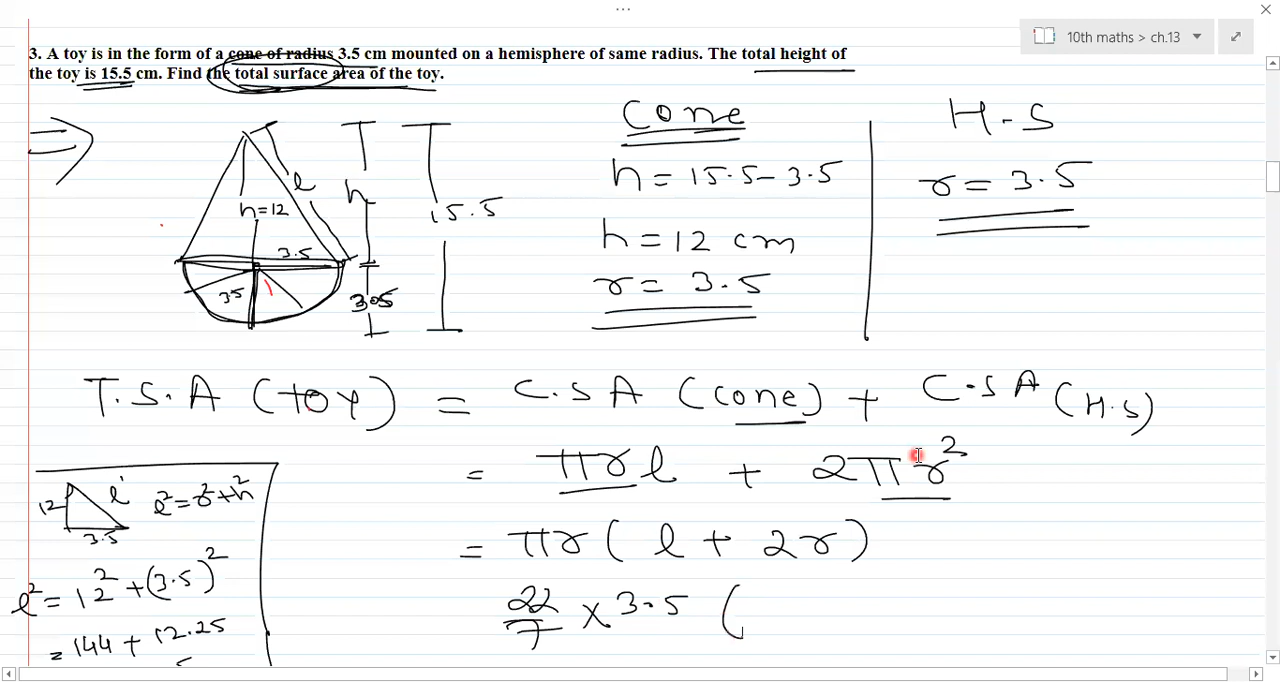 10th maths > ch.13
3. A toy is in the form of a cone of radius 3.5 cm mounted on a hemisphere of same radius. The total height of
the toy is 15.5 cm. Find the total surface area of the toy.
⇒
l
h=12
h
15.5
3.5
3.5
3.5
Cone
h = 15.5-3.5
h = 12 cm
r = 3.5
H-S
r = 3.5
T.S.A (toy) = C.SA (cone) + C.SA (H.S)
= πrl + 2πr²
= πr( l + 2r)
22/7 × 3.5 (
12
l
3.5
l² = r² + h²
l² = 12² + (3.5)²
= 144 + 12.25